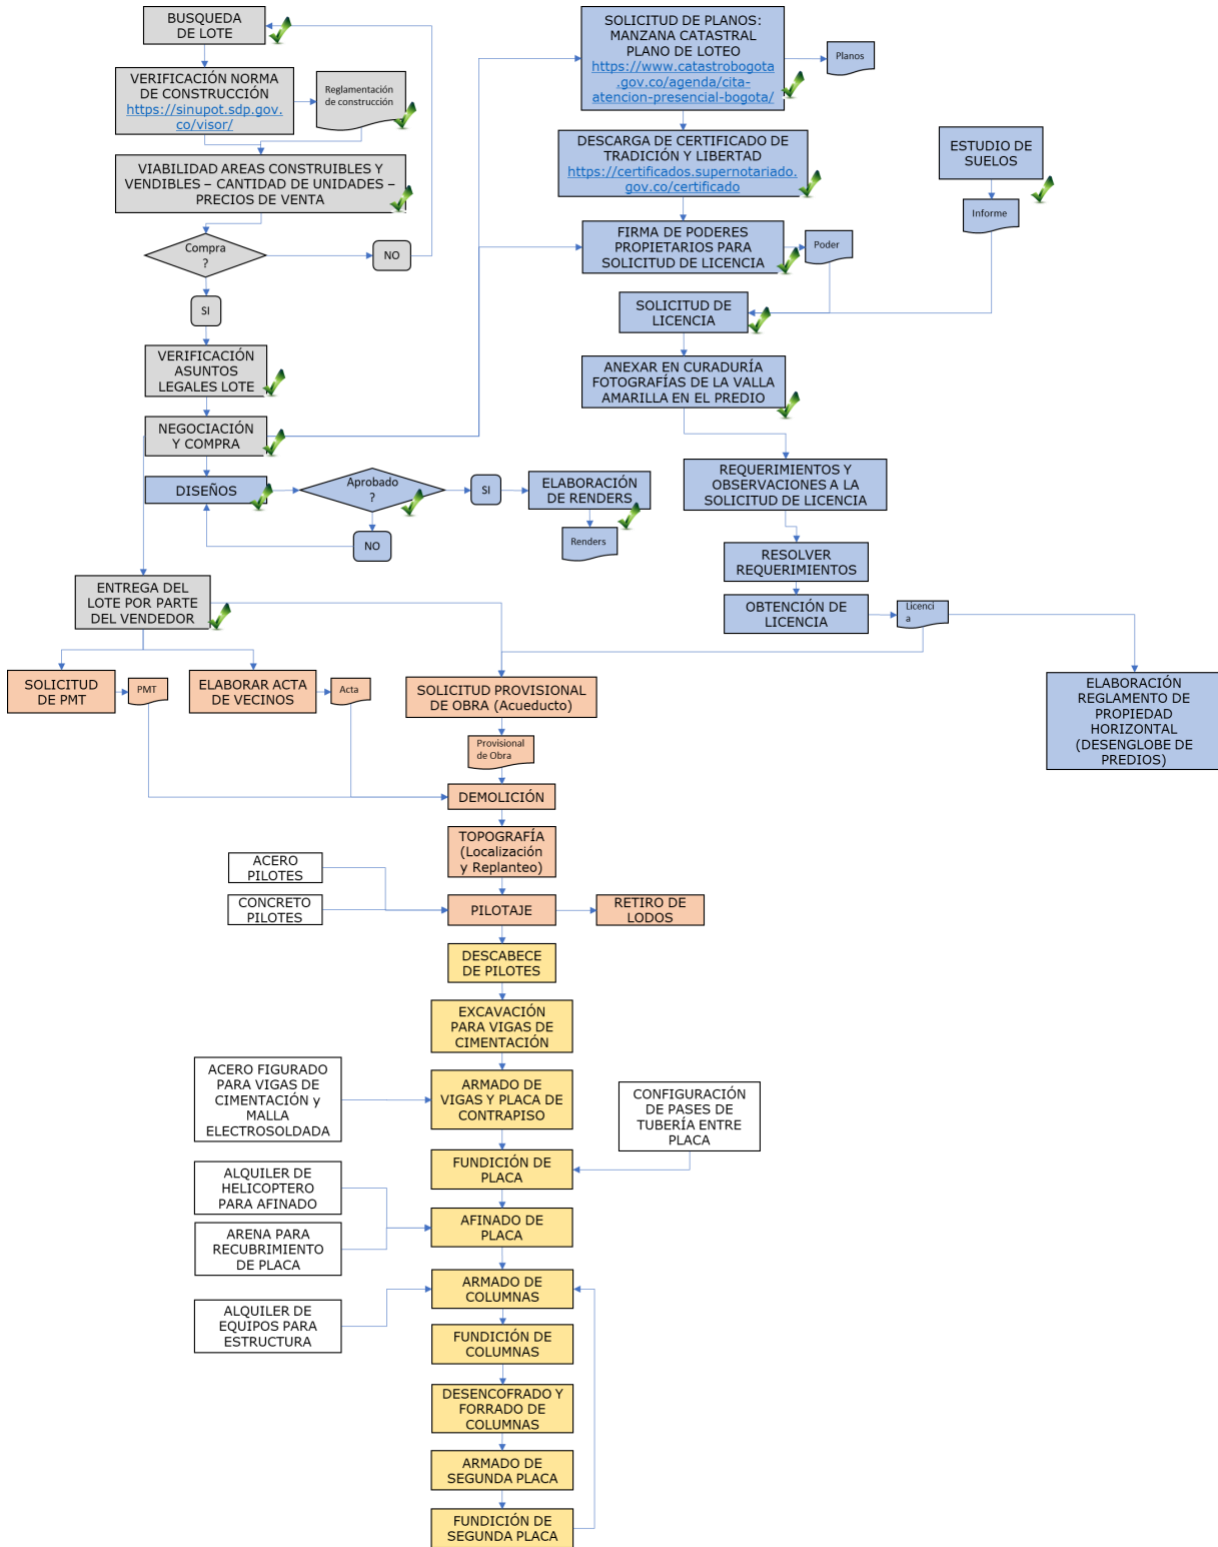 BUSQUEDA
DE LOTE
VERIFICACIÓN NORMA
DE CONSTRUCCIÓN
https://sinupot.sdp.gov.
co/visor/
Reglamentación
de construcción
VIABILIDAD AREAS CONSTRUIBLES Y
VENDIBLES – CANTIDAD DE UNIDADES –
PRECIOS DE VENTA
Compra
?
NO
SI
VERIFICACIÓN
ASUNTOS
LEGALES LOTE
NEGOCIACIÓN
Y COMPRA
DISEÑOS
Aprobado
?
SI
NO
ELABORACIÓN
DE RENDERS
Renders
SOLICITUD DE PLANOS:
MANZANA CATASTRAL
PLANO DE LOTEO
https://www.catastrobogota
.gov.co/agenda/cita-
atencion-presencial-bogota/
Planos
DESCARGA DE CERTIFICADO DE
TRADICIÓN Y LIBERTAD
https://certificados.supernotariado.
gov.co/certificado
ESTUDIO DE
SUELOS
Informe
FIRMA DE PODERES
PROPIETARIOS PARA
SOLICITUD DE LICENCIA
Poder
SOLICITUD DE
LICENCIA
ANEXAR EN CURADURÍA
FOTOGRAFÍAS DE LA VALLA
AMARILLA EN EL PREDIO
REQUERIMIENTOS Y
OBSERVACIONES A LA
SOLICITUD DE LICENCIA
RESOLVER
REQUERIMIENTOS
OBTENCIÓN DE
LICENCIA
Licenci
a
ELABORACIÓN
REGLAMENTO DE
PROPIEDAD
HORIZONTAL
(DESENGLOBE DE
PREDIOS)
ENTREGA DEL
LOTE POR PARTE
DEL VENDEDOR
SOLICITUD
DE PMT
PMT
ELABORAR ACTA
DE VECINOS
Acta
SOLICITUD PROVISIONAL
DE OBRA (Acueducto)
Provisional
de Obra
DEMOLICIÓN
TOPOGRAFÍA
(Localización
y Replanteo)
ACERO
PILOTES
CONCRETO
PILOTES
PILOTAJE
RETIRO DE
LODOS
DESCABECE
DE PILOTES
EXCAVACIÓN
PARA VIGAS DE
CIMENTACIÓN
ACERO FIGURADO
PARA VIGAS DE
CIMENTACIÓN y
MALLA
ELECTROSOLDADA
ARMADO DE
VIGAS Y PLACA DE
CONTRAPISO
CONFIGURACIÓN
DE PASES DE
TUBERÍA ENTRE
PLACA
FUNDICIÓN DE
PLACA
ALQUILER DE
HELICOPTERO
PARA AFINADO
ARENA PARA
RECUBRIMIENTO
DE PLACA
AFINADO DE
PLACA
ALQUILER DE
EQUIPOS PARA
ESTRUCTURA
ARMADO DE
COLUMNAS
FUNDICIÓN DE
COLUMNAS
DESENCOFRADO Y
FORRADO DE
COLUMNAS
ARMADO DE
SEGUNDA PLACA
FUNDICIÓN DE
SEGUNDA PLACA